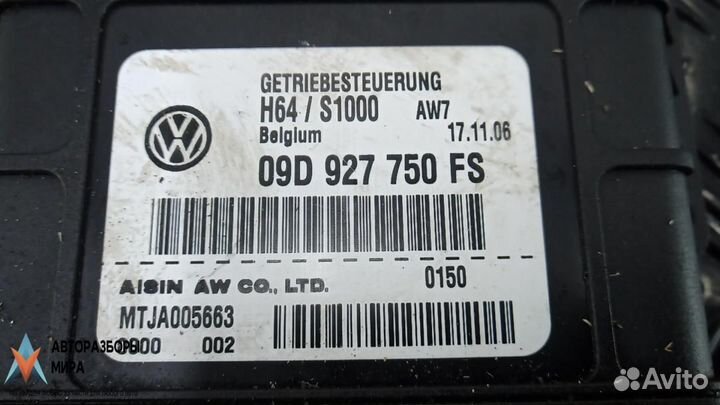 GETRIEBESTEUERUNG
H64 / S1000 AW7
Belgium 17.11.06
09D 927 750 FS
AISIN AW CO., LTD. 0150
MTJA005663
002
АВТОРАЗБОРЫ
МИРА
Avito